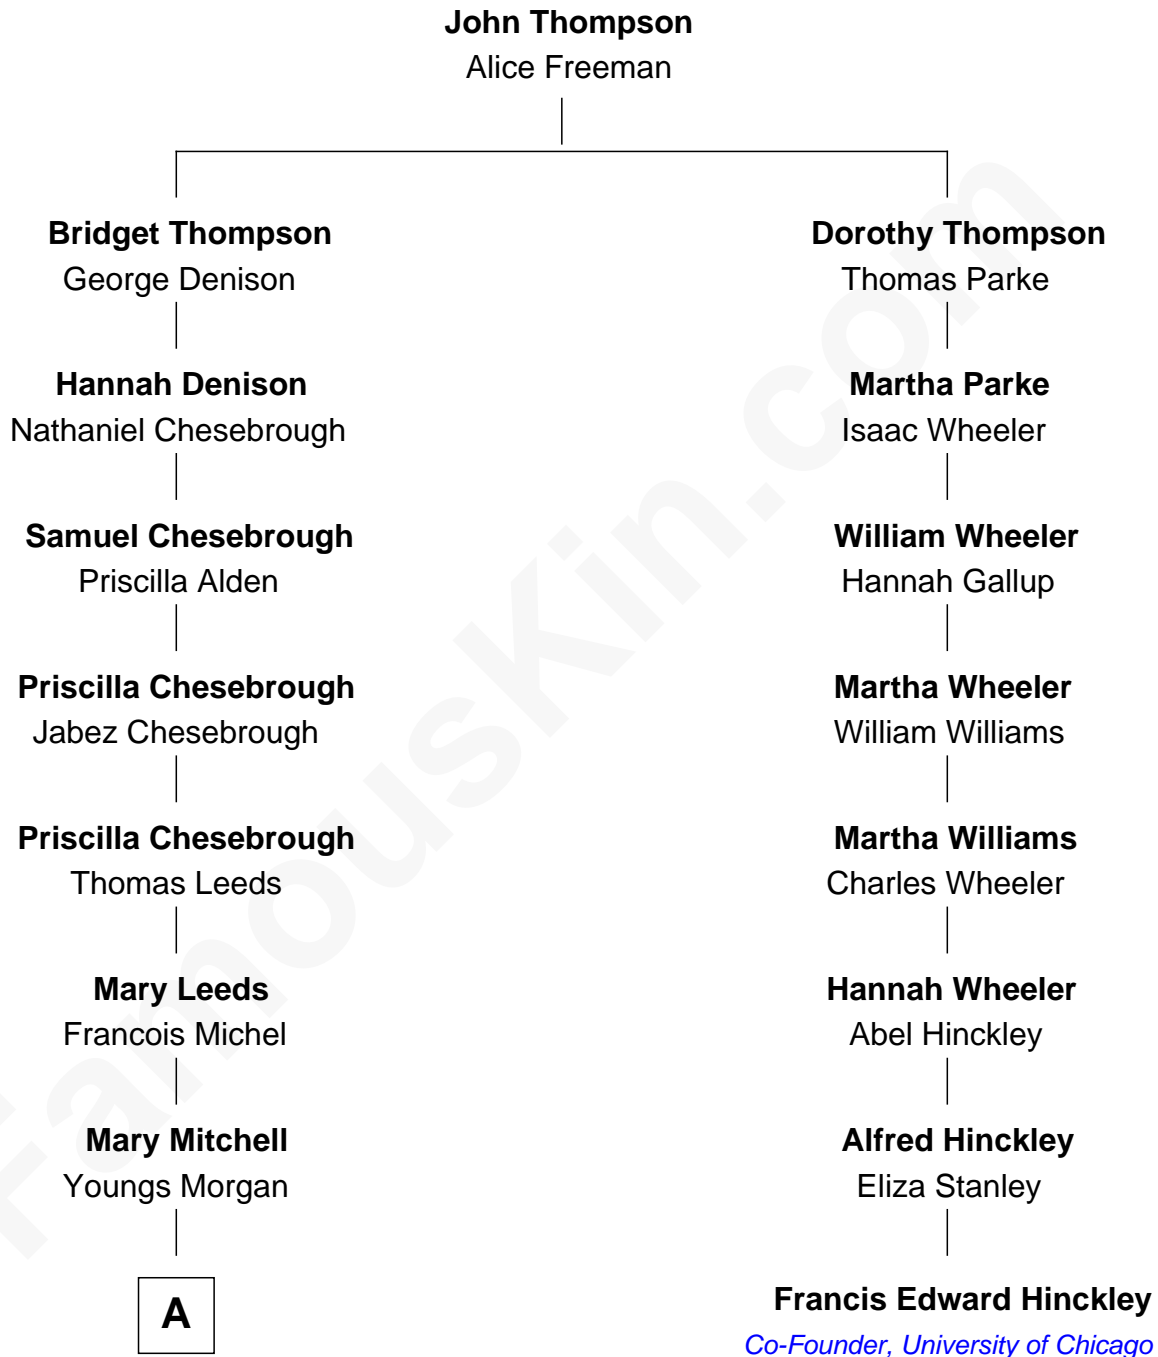 John Thompson
Alice Freeman
Bridget Thompson
George Denison
Dorothy Thompson
Thomas Parke
Hannah Denison
Nathaniel Chesebrough
Martha Parke
Isaac Wheeler
Samuel Chesebrough
Priscilla Alden
William Wheeler
Hannah Gallup
Priscilla Chesebrough
Jabez Chesebrough
Martha Wheeler
William Williams
Priscilla Chesebrough
Thomas Leeds
Martha Williams
Charles Wheeler
Mary Leeds
Francois Michel
Hannah Wheeler
Abel Hinckley
Mary Mitchell
Youngs Morgan
Alfred Hinckley
Eliza Stanley
A
Francis Edward Hinckley
Co-Founder, University of Chicago
FamousKin.com